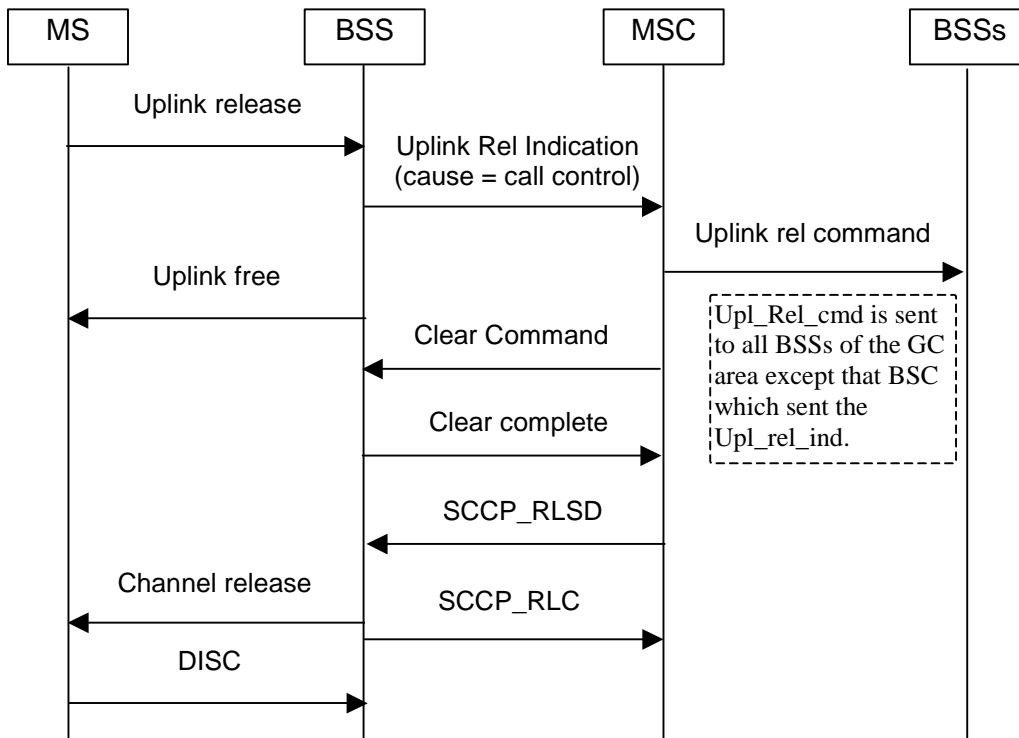 MS
BSS
MSC
BSSs
Uplink release
Uplink Rel Indication
(cause = call control)
Uplink rel command
Uplink free
Upl_Rel_cmd is sent
to all BSSs of the GC
area except that BSC
which sent the
Upl_rel_ind.
Clear Command
Clear complete
SCCP_RLSD
Channel release
SCCP_RLC
DISC